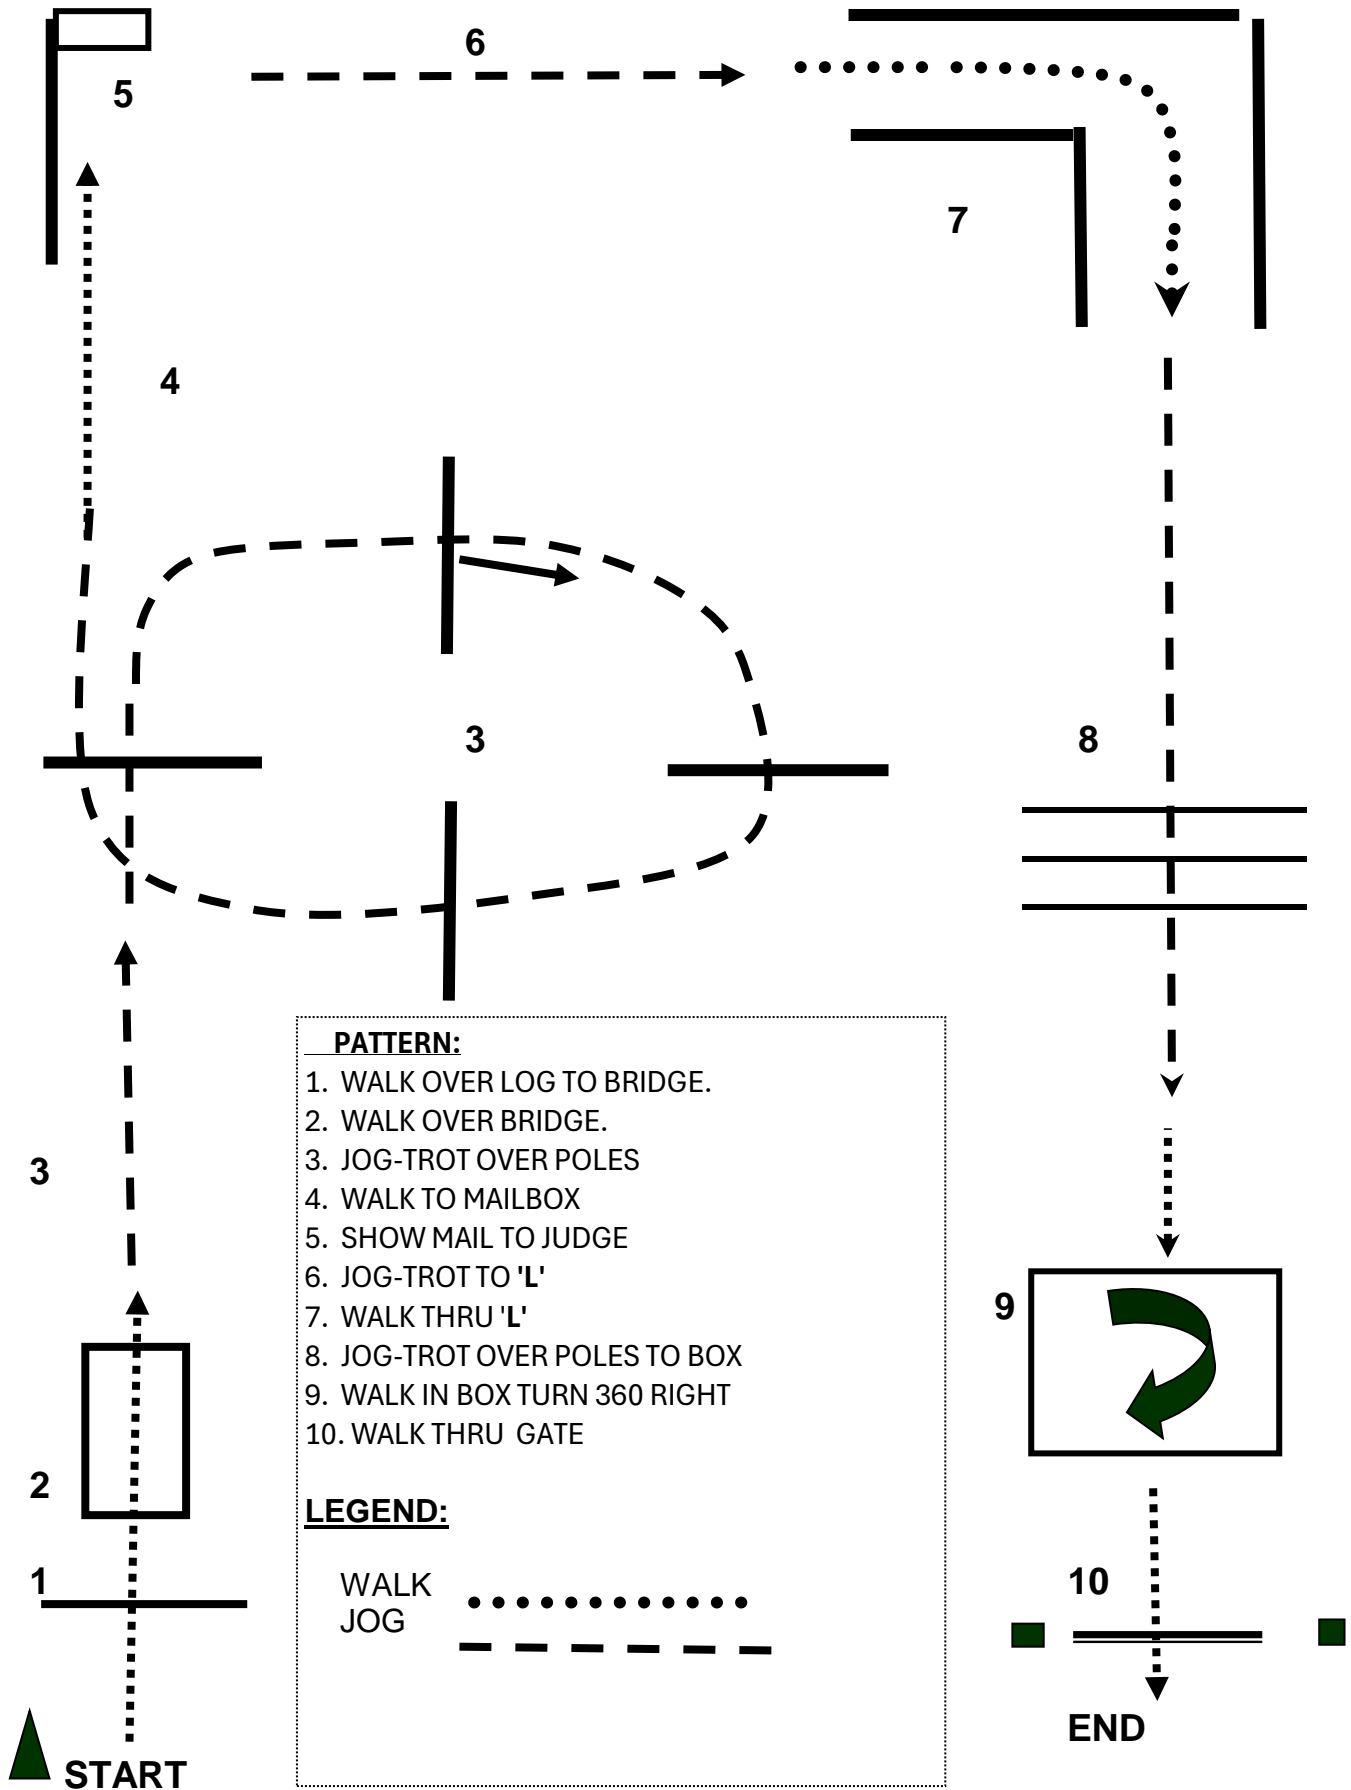 6
5
7
4
3
8
PATTERN:
1. WALK OVER LOG TO BRIDGE.
2. WALK OVER BRIDGE.
3. JOG-TROT OVER POLES
4. WALK TO MAILBOX
5. SHOW MAIL TO JUDGE
6. JOG-TROT TO 'L'
7. WALK THRU 'L'
8. JOG-TROT OVER POLES TO BOX
9. WALK IN BOX TURN 360 RIGHT
10. WALK THRU GATE
LEGEND:
WALK
JOG
3
9
2
1
10
END
START